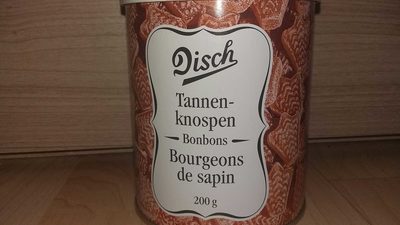 Disch
Tannen-
knospen
Bonbons
Bourgeons
de sapin
200 g